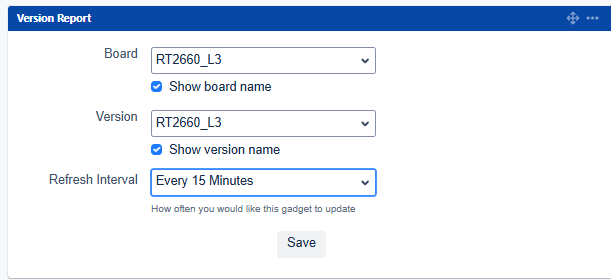 Version Report
Board
RT2660_L3
Show board name
Version
RT2660_L3
Show version name
Refresh Interval
Every 15 Minutes
How often you would like this gadget to update
Save